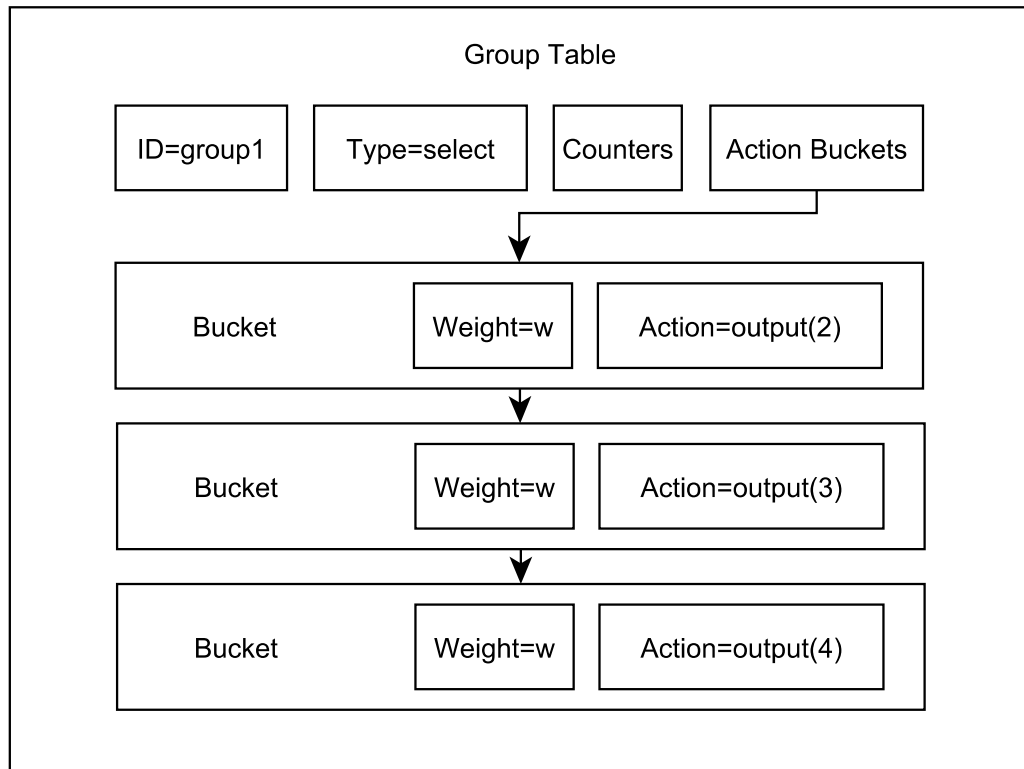 Group Table
ID=group1
Type=select
Counters
Action Buckets
Bucket
Weight=w
Action=output(2)
Bucket
Weight=w
Action=output(3)
Bucket
Weight=w
Action=output(4)